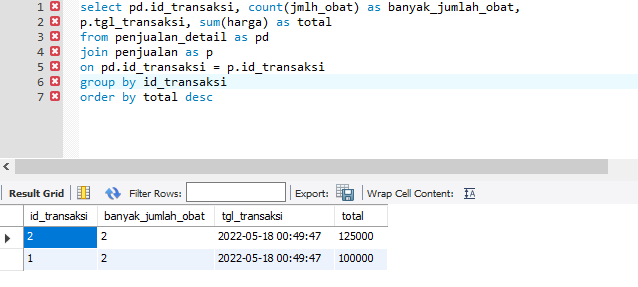 1 select pd.id_transaksi, count(jmlh_obat) as banyak_jumlah_obat,
2 p.tgl_transaksi, sum(harga) as total
3 from penjualan_detail as pd
4 join penjualan as p
5 on pd.id_transaksi = p.id_transaksi
6 group by id_transaksi
7 order by total desc
Result Grid Filter Rows: Export: Wrap Cell Content: IA
id_transaksi banyak_jumlah_obat tgl_transaksi total
2 2 2022-05-18 00:49:47 125000
1 2 2022-05-18 00:49:47 100000